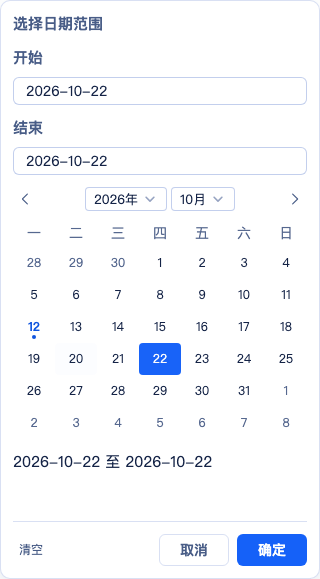 选择日期范围
开始
2026-10-22
结束
2026-10-22
2026年 10月
一 二 三 四 五 六 日
28 29 30 1 2 3 4
5 6 7 8 9 10 11
12 13 14 15 16 17 18
19 20 21 22 23 24 25
26 27 28 29 30 31 1
2 3 4 5 6 7 8
2026-10-22 至 2026-10-22
清空 取消 确定